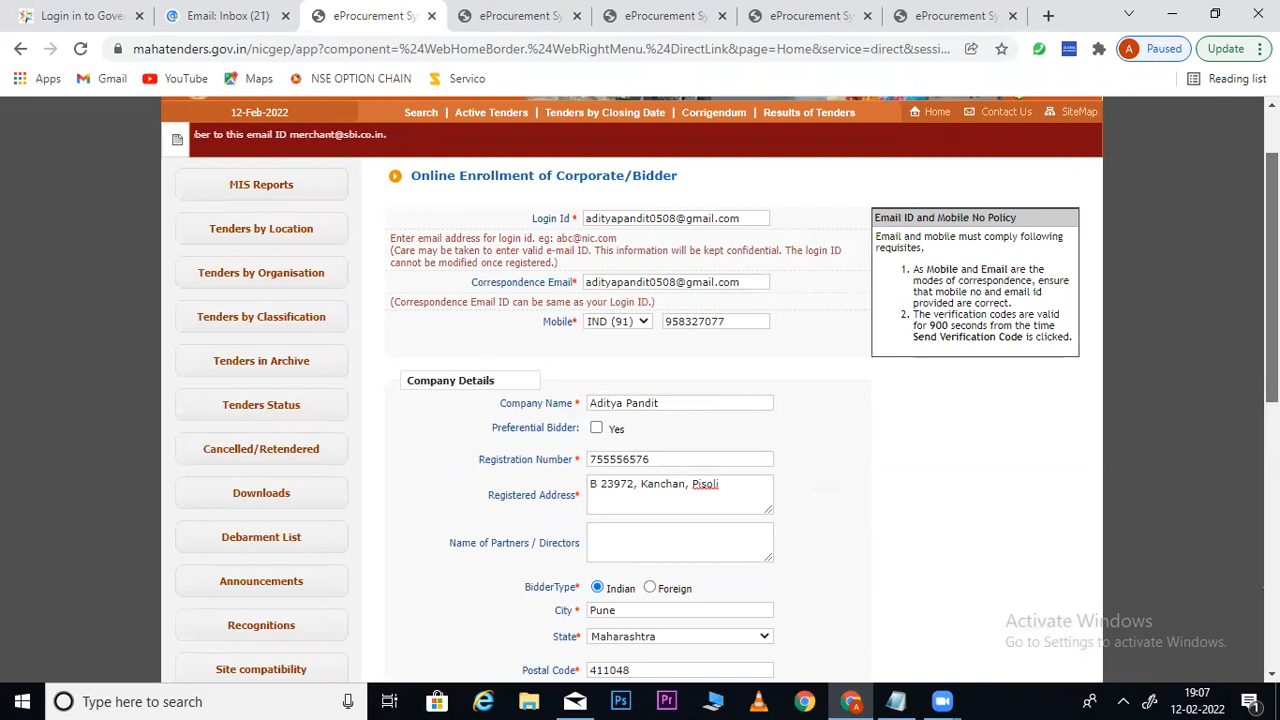 Login in to Gove
Email: Inbox (21)
eProcurement Sy
eProcurement Sy
eProcurement Sy
eProcurement Sy
eProcurement Sy
mahatenders.gov.in/nicgep/app?component=%24WebHomeBorder.%24WebRightMenu.%24DirectLink&page=Home&service=direct&sessi...
A Paused
Update
Apps
Gmail
YouTube
Maps
NSE OPTION CHAIN
Servico
Reading list
12-Feb-2022
Search | Active Tenders | Tenders by Closing Date | Corrigendum | Results of Tenders
Home
Contact Us
SiteMap
ber to this email ID merchant@sbi.co.in.
MIS Reports
Tenders by Location
Tenders by Organisation
Tenders by Classification
Tenders in Archive
Tenders Status
Cancelled/Retendered
Downloads
Debarment List
Announcements
Recognitions
Site compatibility
Online Enrollment of Corporate/Bidder
Login Id * adityapandit0508@gmail.com
Enter email address for login id. eg: abc@nic.com
(Care may be taken to enter valid e-mail ID. This information will be kept confidential. The login ID
cannot be modified once registered.)
Correspondence Email* adityapandit0508@gmail.com
(Correspondence Email ID can be same as your Login ID.)
Mobile* IND (91) 958327077
Email ID and Mobile No Policy
Email and mobile must comply following
requisites,
1. As Mobile and Email are the
modes of correspondence, ensure
that mobile no and email id
provided are correct.
2. The verification codes are valid
for 900 seconds from the time
Send Verification Code is clicked.
Company Details
Company Name * Aditya Pandit
Preferential Bidder: Yes
Registration Number * 755556576
Registered Address* B 23972, Kanchan, Pisoli
Name of Partners / Directors
BidderType* Indian Foreign
City * Pune
State* Maharashtra
Postal Code* 411048
Activate Windows
Go to Settings to activate Windows.
Type here to search
Ps
Pr
A
19:07
12-02-2022
1